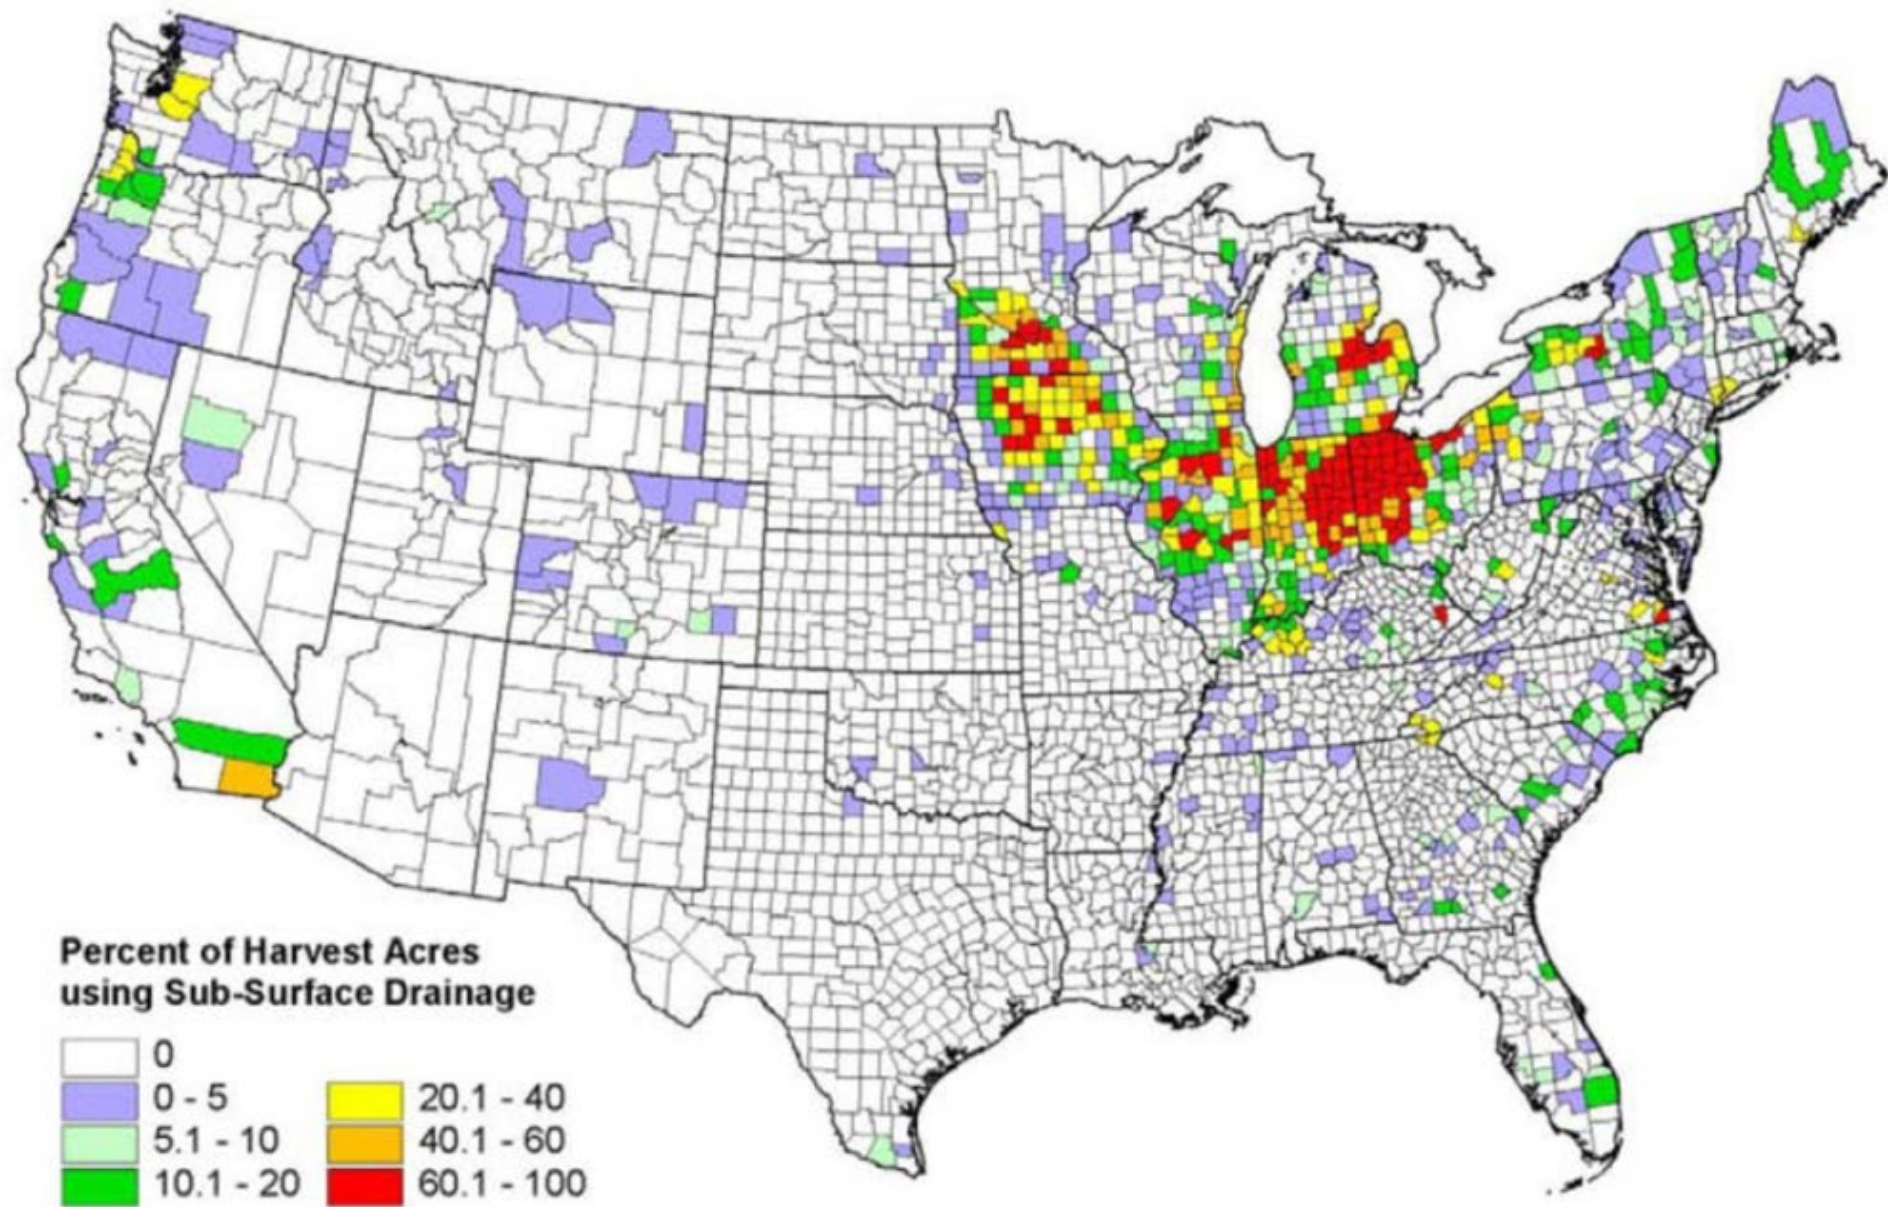 Percent of Harvest Acres
using Sub-Surface Drainage
0
0 - 5
5.1 - 10
10.1 - 20
20.1 - 40
40.1 - 60
60.1 - 100